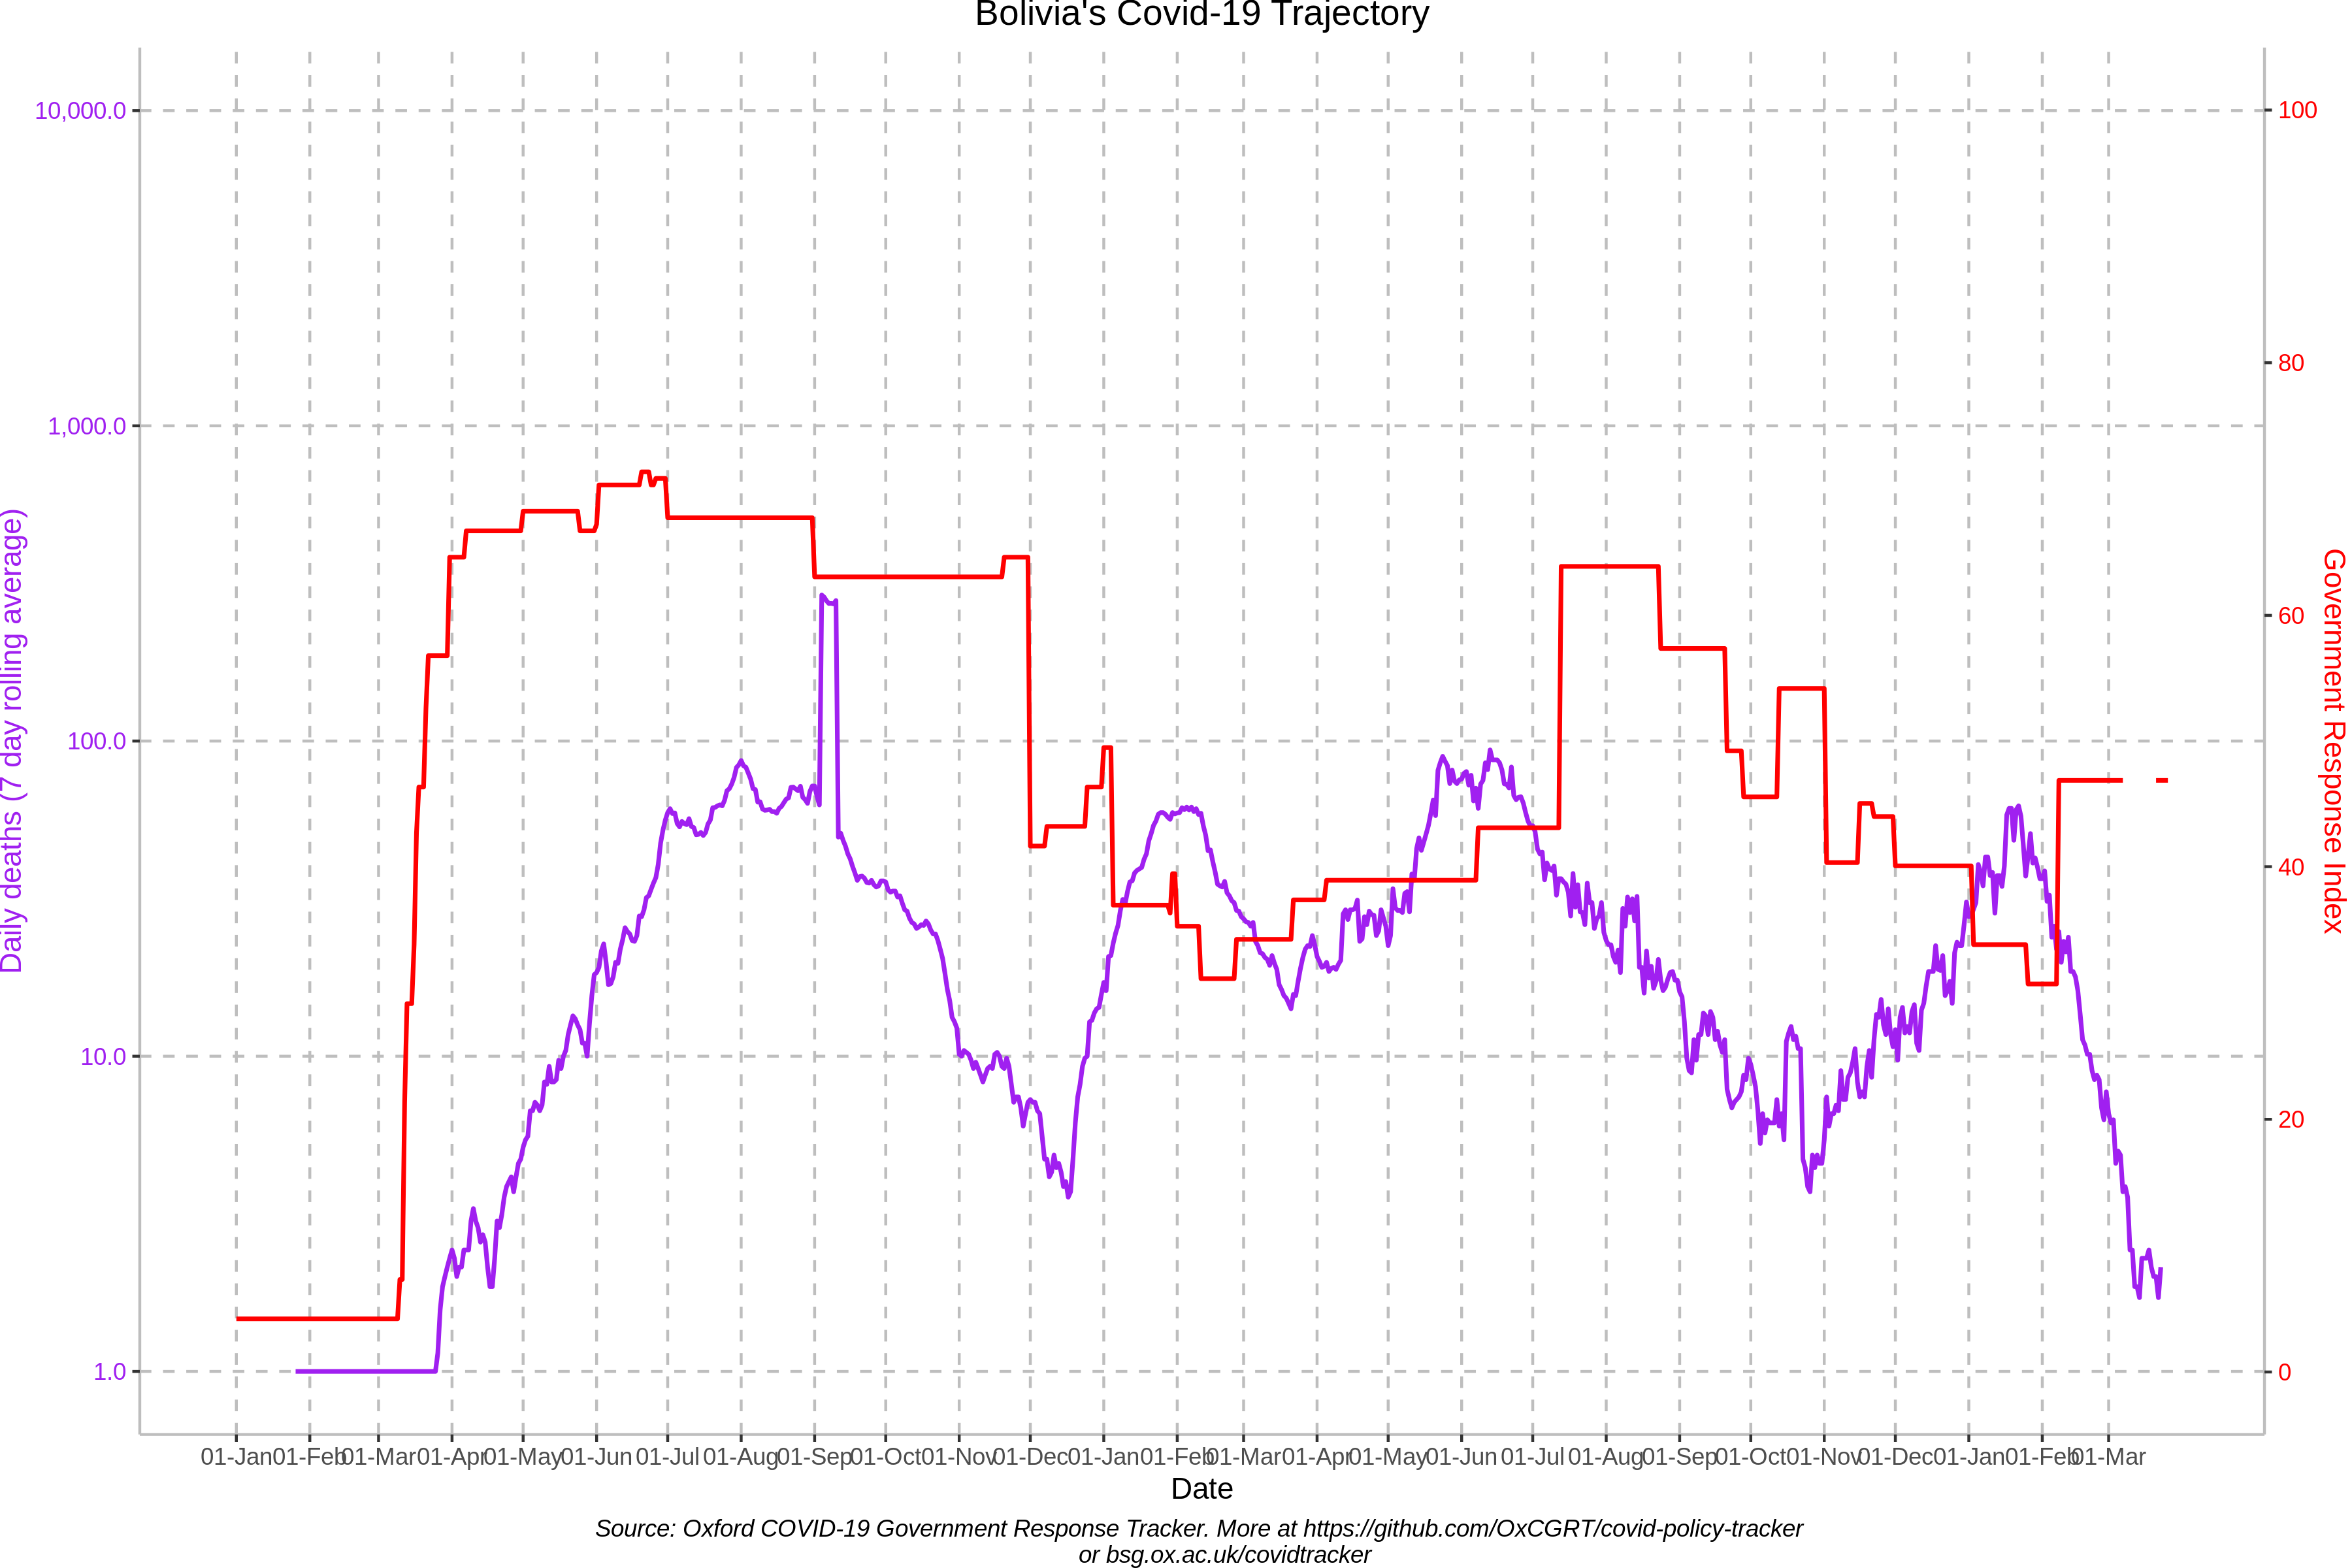 Bolivia's Covid-19 Trajectory
Daily deaths (7 day rolling average)
10,000.0
1,000.0
100.0
10.0
1.0
100
80
60
40
20
0
Government Response Index
01-Jan 01-Feb 01-Mar 01-Apr 01-May 01-Jun 01-Jul 01-Aug 01-Sep 01-Oct 01-Nov 01-Dec 01-Jan 01-Feb 01-Mar 01-Apr 01-May 01-Jun 01-Jul 01-Aug 01-Sep 01-Oct 01-Nov 01-Dec 01-Jan 01-Feb 01-Mar
Date
Source: Oxford COVID-19 Government Response Tracker. More at https://github.com/OxCGRT/covid-policy-tracker
or bsg.ox.ac.uk/covidtracker